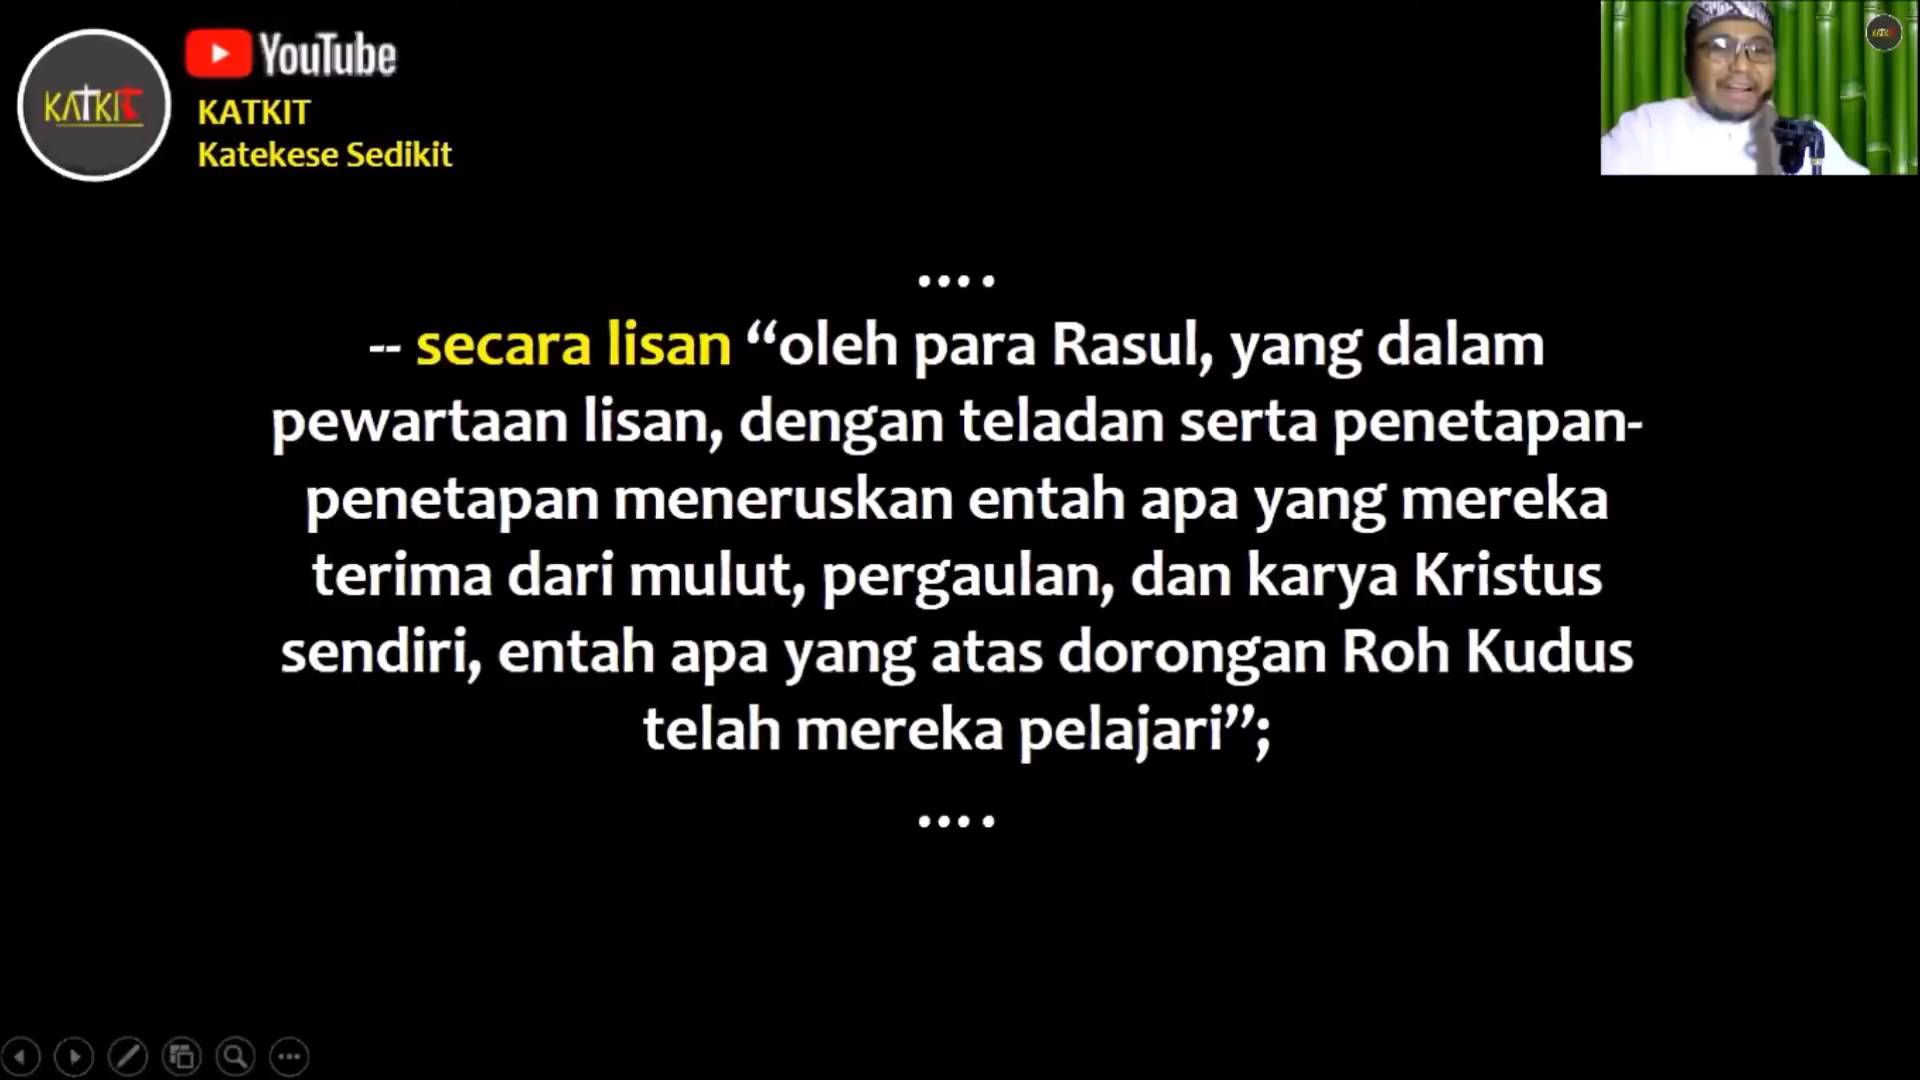 KATKIT
YouTube
KATKIT
Katekese Sedikit
....
-- secara lisan “oleh para Rasul, yang dalam
pewartaan lisan, dengan teladan serta penetapan-
penetapan meneruskan entah apa yang mereka
terima dari mulut, pergaulan, dan karya Kristus
sendiri, entah apa yang atas dorongan Roh Kudus
telah mereka pelajari”;
....